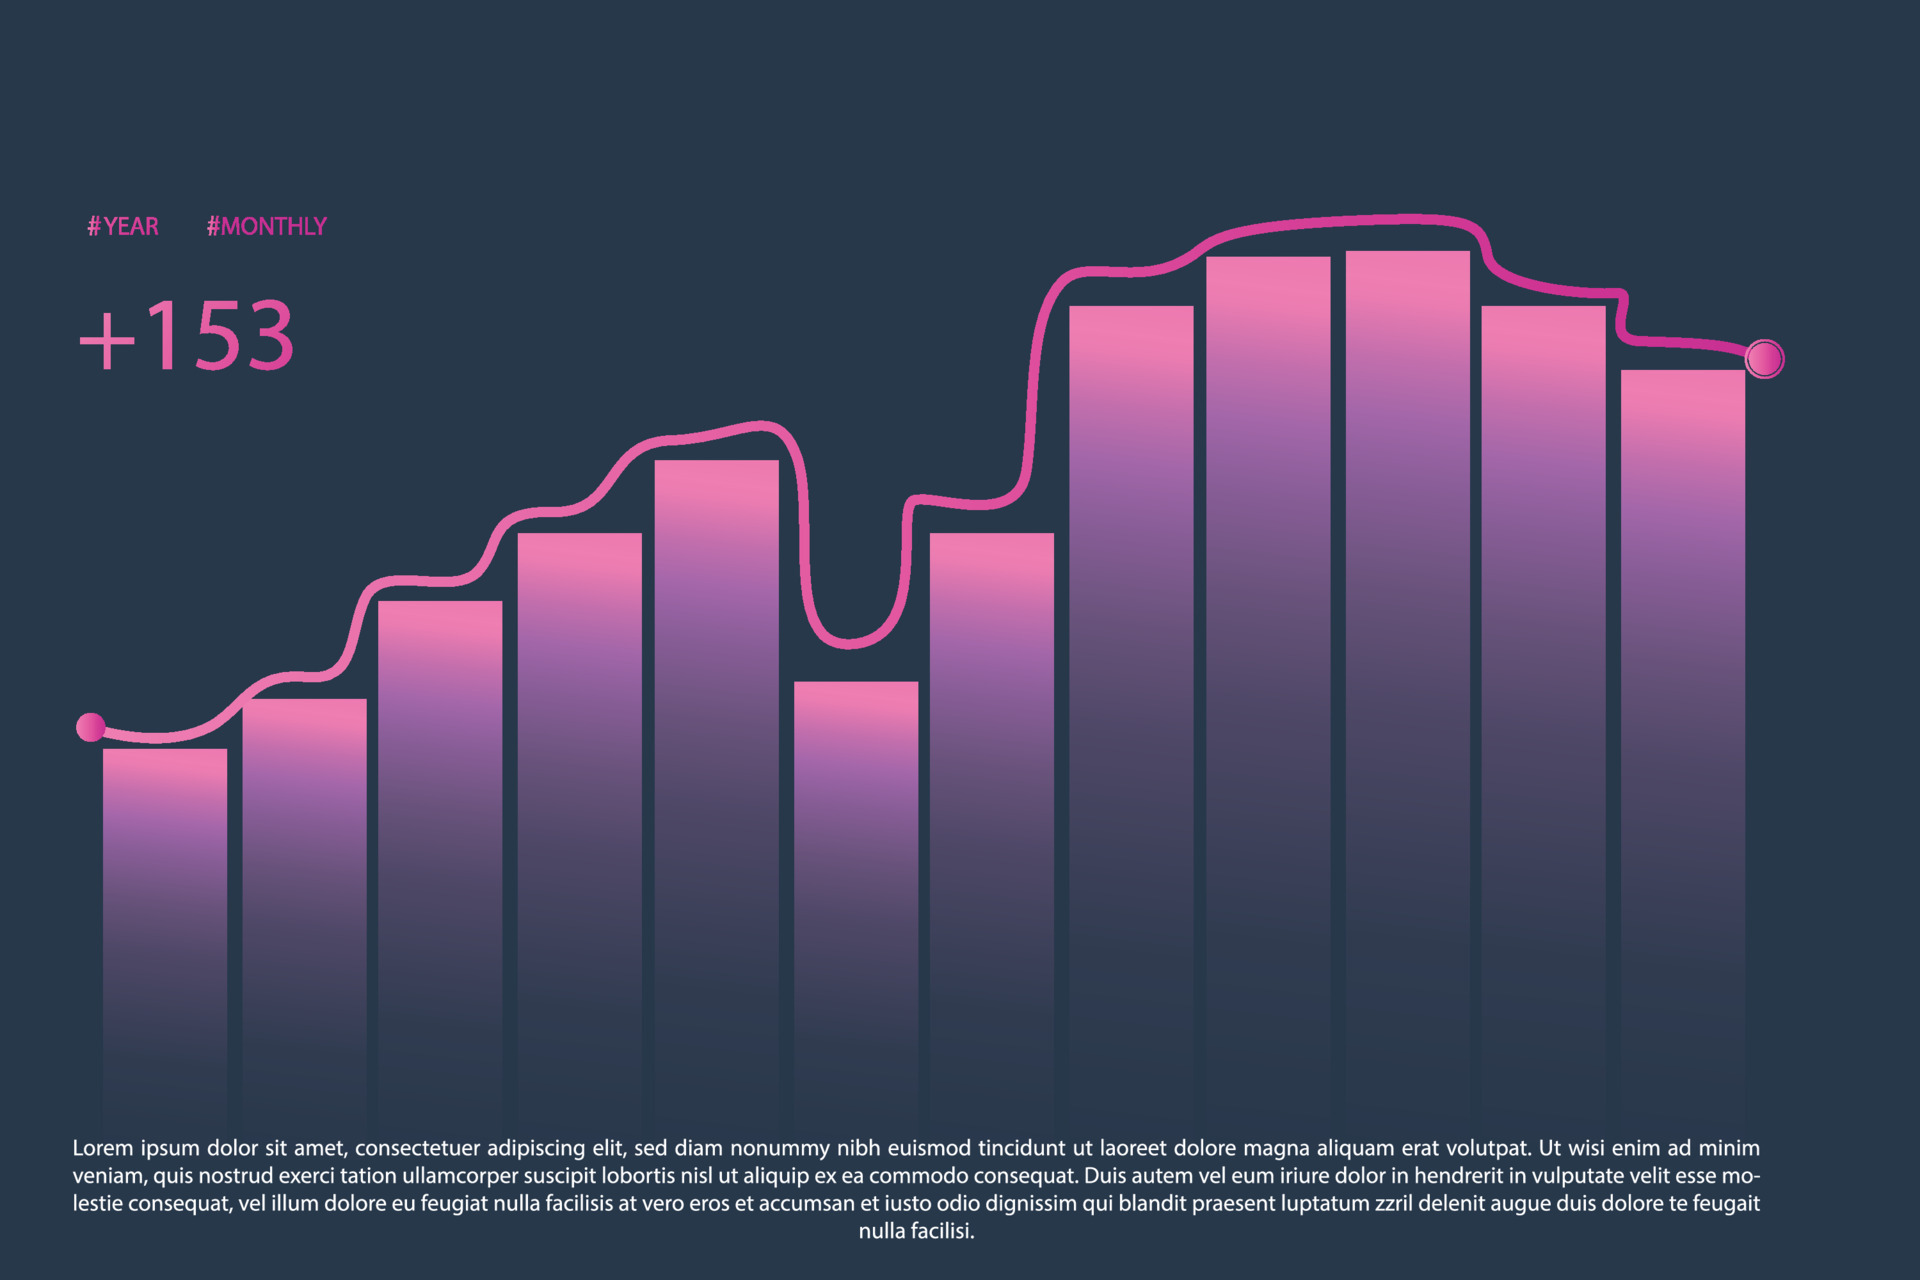 #YEAR #MONTHLY
+153
Lorem ipsum dolor sit amet, consectetuer adipiscing elit, sed diam nonummy nibh euismod tincidunt ut laoreet dolore magna aliquam erat volutpat. Ut wisi enim ad minim
veniam, quis nostrud exerci tation ullamcorper suscipit lobortis nisl ut aliquip ex ea commodo consequat. Duis autem vel eum iriure dolor in hendrerit in vulputate velit esse mo-
lestie consequat, vel illum dolore eu feugiat nulla facilisis at vero eros et accumsan et iusto odio dignissim qui blandit praesent luptatum zzril delenit augue duis dolore te feugait
nulla facilisi.